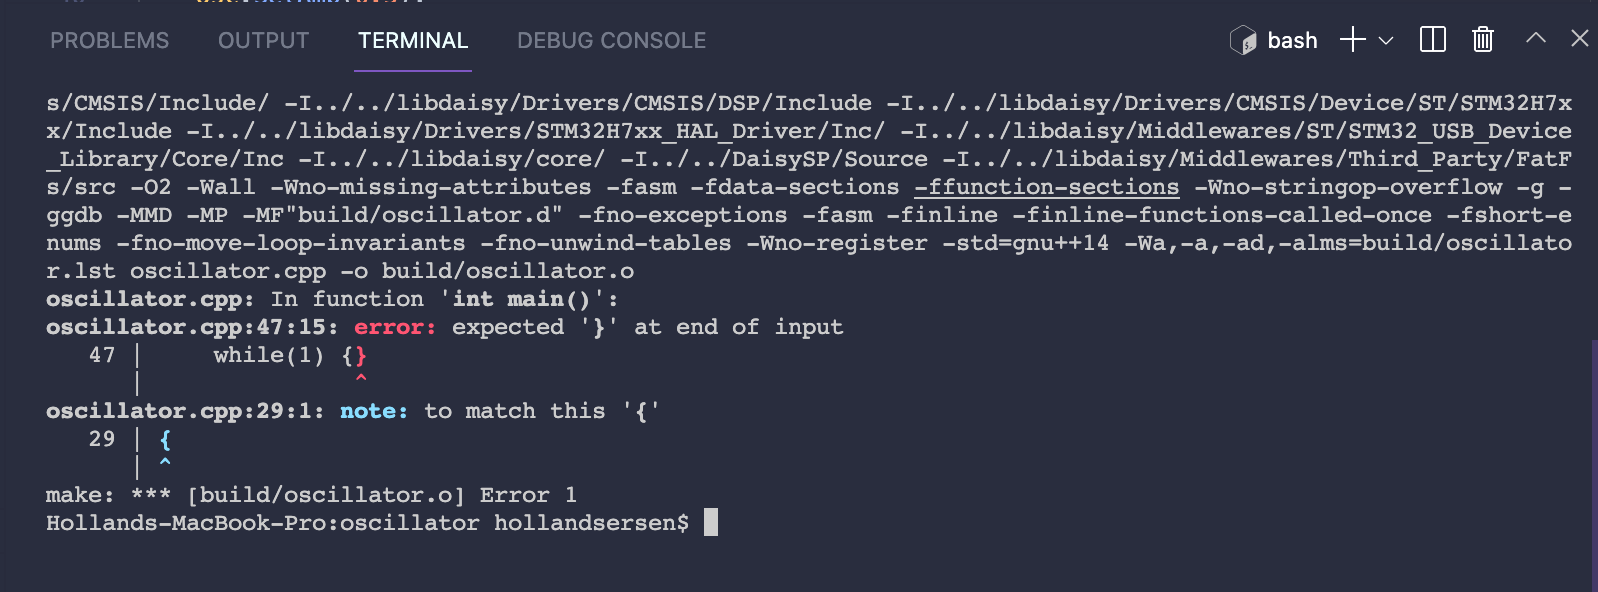 PROBLEMS OUTPUT TERMINAL DEBUG CONSOLE bash
s/CMSIS/Include/ -I../../libdaisy/Drivers/CMSIS/DSP/Include -I../../libdaisy/Drivers/CMSIS/Device/ST/STM32H7x
x/Include -I../../libdaisy/Drivers/STM32H7xx_HAL_Driver/Inc/ -I../../libdaisy/Middlewares/ST/STM32_USB_Device
_Library/Core/Inc -I../../libdaisy/core/ -I../../DaisySP/Source -I../../libdaisy/Middlewares/Third_Party/FatF
s/src -O2 -Wall -Wno-missing-attributes -fasm -fdata-sections -ffunction-sections -Wno-stringop-overflow -g -
ggdb -MMD -MP -MF"build/oscillator.d" -fno-exceptions -fasm -finline -finline-functions-called-once -fshort-e
nums -fno-move-loop-invariants -fno-unwind-tables -Wno-register -std=gnu++14 -Wa,-a,-ad,-alms=build/oscillato
r.lst oscillator.cpp -o build/oscillator.o
oscillator.cpp: In function 'int main()':
oscillator.cpp:47:15: error: expected '}' at end of input
   47 |     while(1) {}
      |               ^
oscillator.cpp:29:1: note: to match this '{'
   29 | {
      | ^
make: *** [build/oscillator.o] Error 1
Hollands-MacBook-Pro:oscillator hollandsersen$